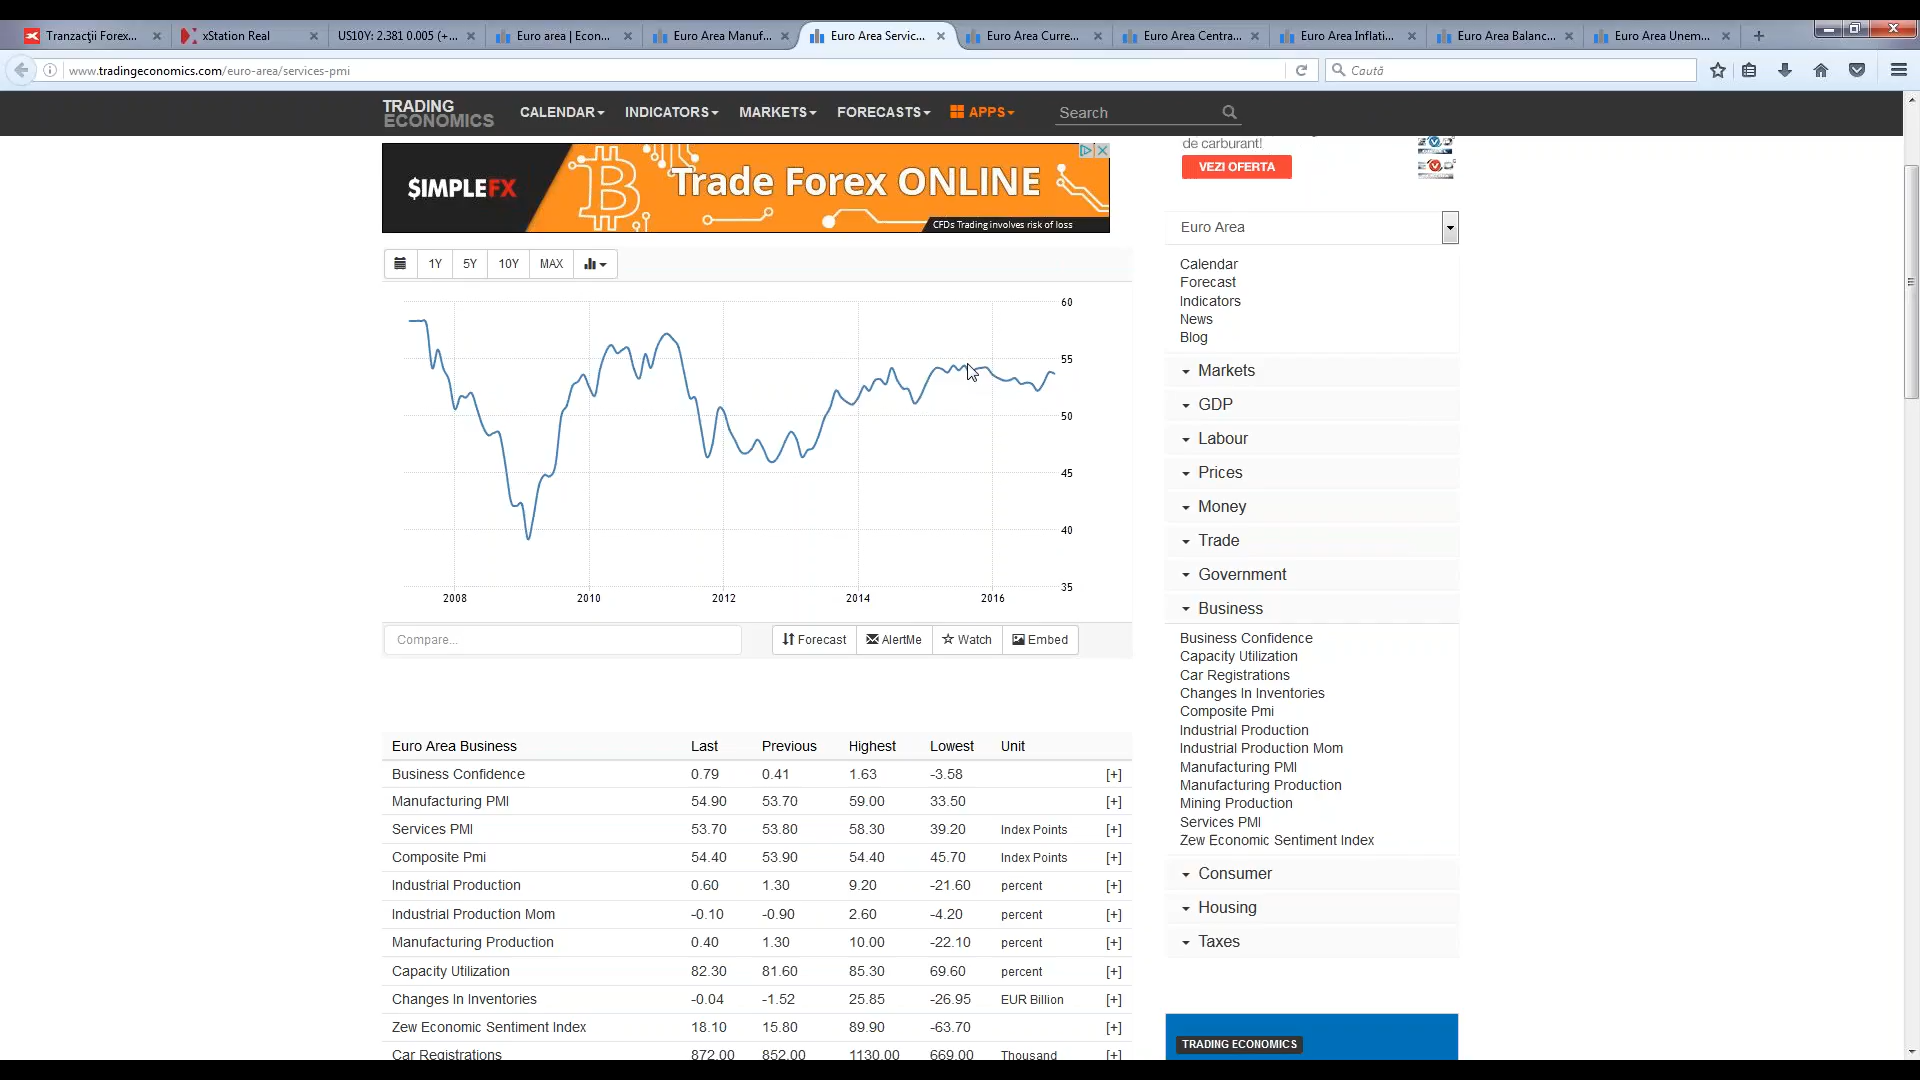 Tranzacţii Forex...
xStation Real
US10Y: 2.381 0.005 (+...
Euro area | Econ...
Euro Area Manuf...
Euro Area Servic...
Euro Area Curre...
Euro Area Centra...
Euro Area Inflati...
Euro Area Balanc...
Euro Area Unem...
www.tradingeconomics.com/euro-area/services-pmi
Caută
TRADING
ECONOMICS
CALENDAR
INDICATORS
MARKETS
FORECASTS
APPS
Search
$IMPLEFX
Trade Forex ONLINE
CFDs Trading involves risk of loss
de carburant!
VEZI OFERTA
1Y
5Y
10Y
MAX
60
55
50
45
40
35
2008
2010
2012
2014
2016
Compare...
Forecast
AlertMe
Watch
Embed
Euro Area Business Last Previous Highest Lowest Unit
Business Confidence 0.79 0.41 1.63 -3.58 [+]
Manufacturing PMI 54.90 53.70 59.00 33.50 [+]
Services PMI 53.70 53.80 58.30 39.20 Index Points [+]
Composite Pmi 54.40 53.90 54.40 45.70 Index Points [+]
Industrial Production 0.60 1.30 9.20 -21.60 percent [+]
Industrial Production Mom -0.10 -0.90 2.60 -4.20 percent [+]
Manufacturing Production 0.40 1.30 10.00 -22.10 percent [+]
Capacity Utilization 82.30 81.60 85.30 69.60 percent [+]
Changes In Inventories -0.04 -1.52 25.85 -26.95 EUR Billion [+]
Zew Economic Sentiment Index 18.10 15.80 89.90 -63.70 [+]
Car Registrations 872.00 852.00 1130.00 669.00 Thousand [+]
Euro Area
Calendar
Forecast
Indicators
News
Blog
Markets
GDP
Labour
Prices
Money
Trade
Government
Business
Business Confidence
Capacity Utilization
Car Registrations
Changes In Inventories
Composite Pmi
Industrial Production
Industrial Production Mom
Manufacturing PMI
Manufacturing Production
Mining Production
Services PMI
Zew Economic Sentiment Index
Consumer
Housing
Taxes
TRADING ECONOMICS